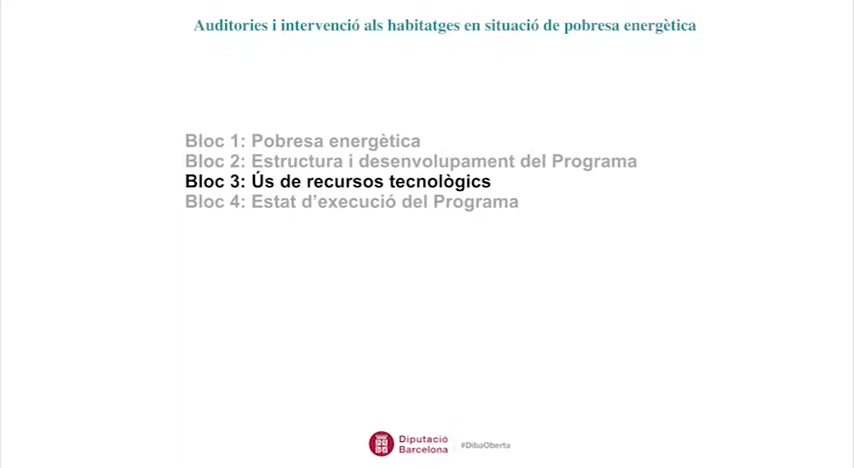 Auditories i intervenció als habitatges en situació de pobresa energètica
Bloc 1: Pobresa energètica
Bloc 2: Estructura i desenvolupament del Programa
Bloc 3: Ús de recursos tecnològics
Bloc 4: Estat d’execució del Programa
Diputació
Barcelona
#DibaOberta